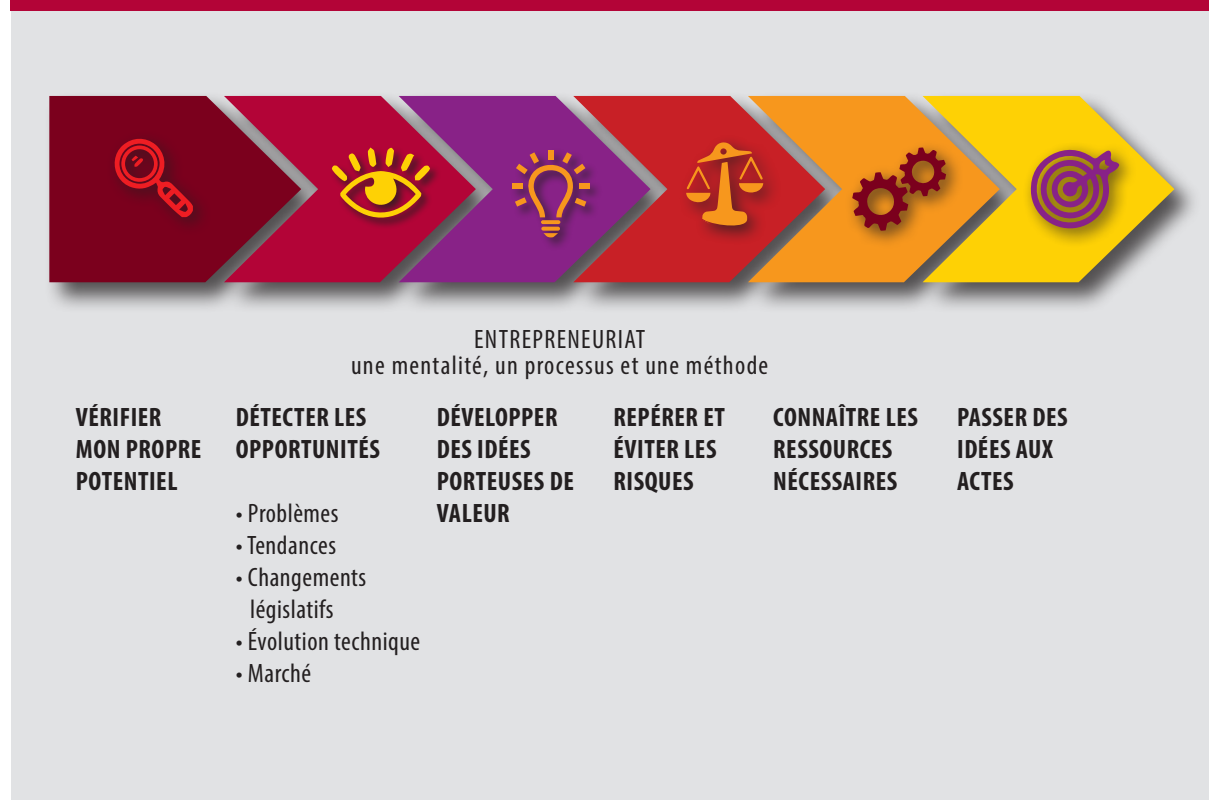 ENTREPRENEURIAT
une mentalité, un processus et une méthode
VÉRIFIER
MON PROPRE
POTENTIEL
DÉTECTER LES
OPPORTUNITÉS
• Problèmes
• Tendances
• Changements
législatifs
• Évolution technique
• Marché
DÉVELOPPER
DES IDÉES
PORTEUSES DE
VALEUR
REPÉRER ET
ÉVITER LES
RISQUES
CONNAÎTRE LES
RESSOURCES
NÉCESSAIRES
PASSER DES
IDÉES AUX
ACTES